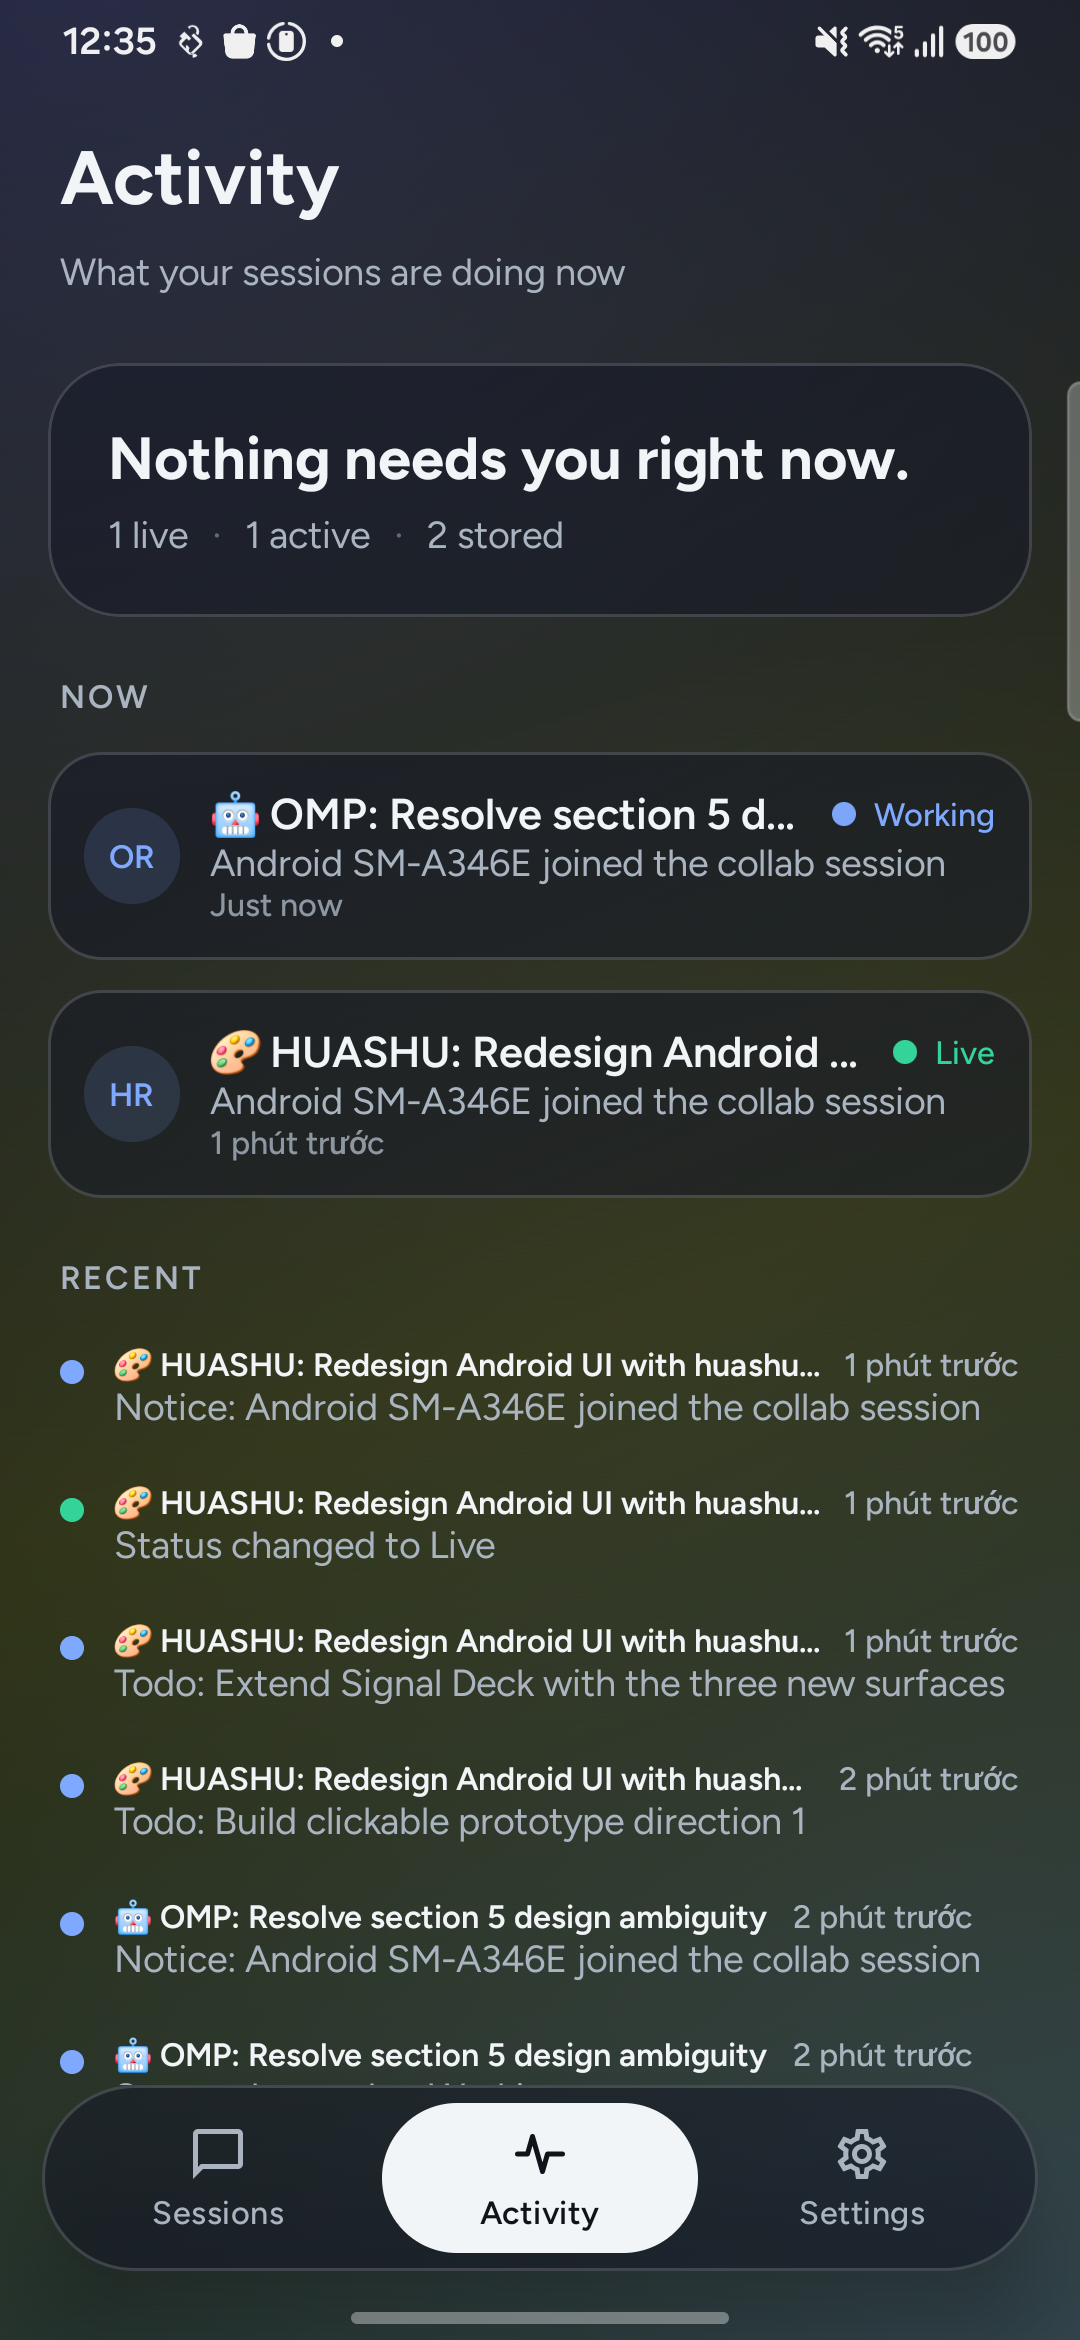 12:35
5
100
Activity
What your sessions are doing now
Nothing needs you right now.
1 live · 1 active · 2 stored
NOW
OR
🤖 OMP: Resolve section 5 d... Working
Android SM-A346E joined the collab session
Just now
HR
🎨 HUASHU: Redesign Android ... Live
Android SM-A346E joined the collab session
1 phút trước
RECENT
🎨 HUASHU: Redesign Android UI with huashu... 1 phút trước
Notice: Android SM-A346E joined the collab session
🎨 HUASHU: Redesign Android UI with huashu... 1 phút trước
Status changed to Live
🎨 HUASHU: Redesign Android UI with huashu... 1 phút trước
Todo: Extend Signal Deck with the three new surfaces
🎨 HUASHU: Redesign Android UI with huash... 2 phút trước
Todo: Build clickable prototype direction 1
🤖 OMP: Resolve section 5 design ambiguity 2 phút trước
Notice: Android SM-A346E joined the collab session
🤖 OMP: Resolve section 5 design ambiguity 2 phút trước
Sessions
Activity
Settings